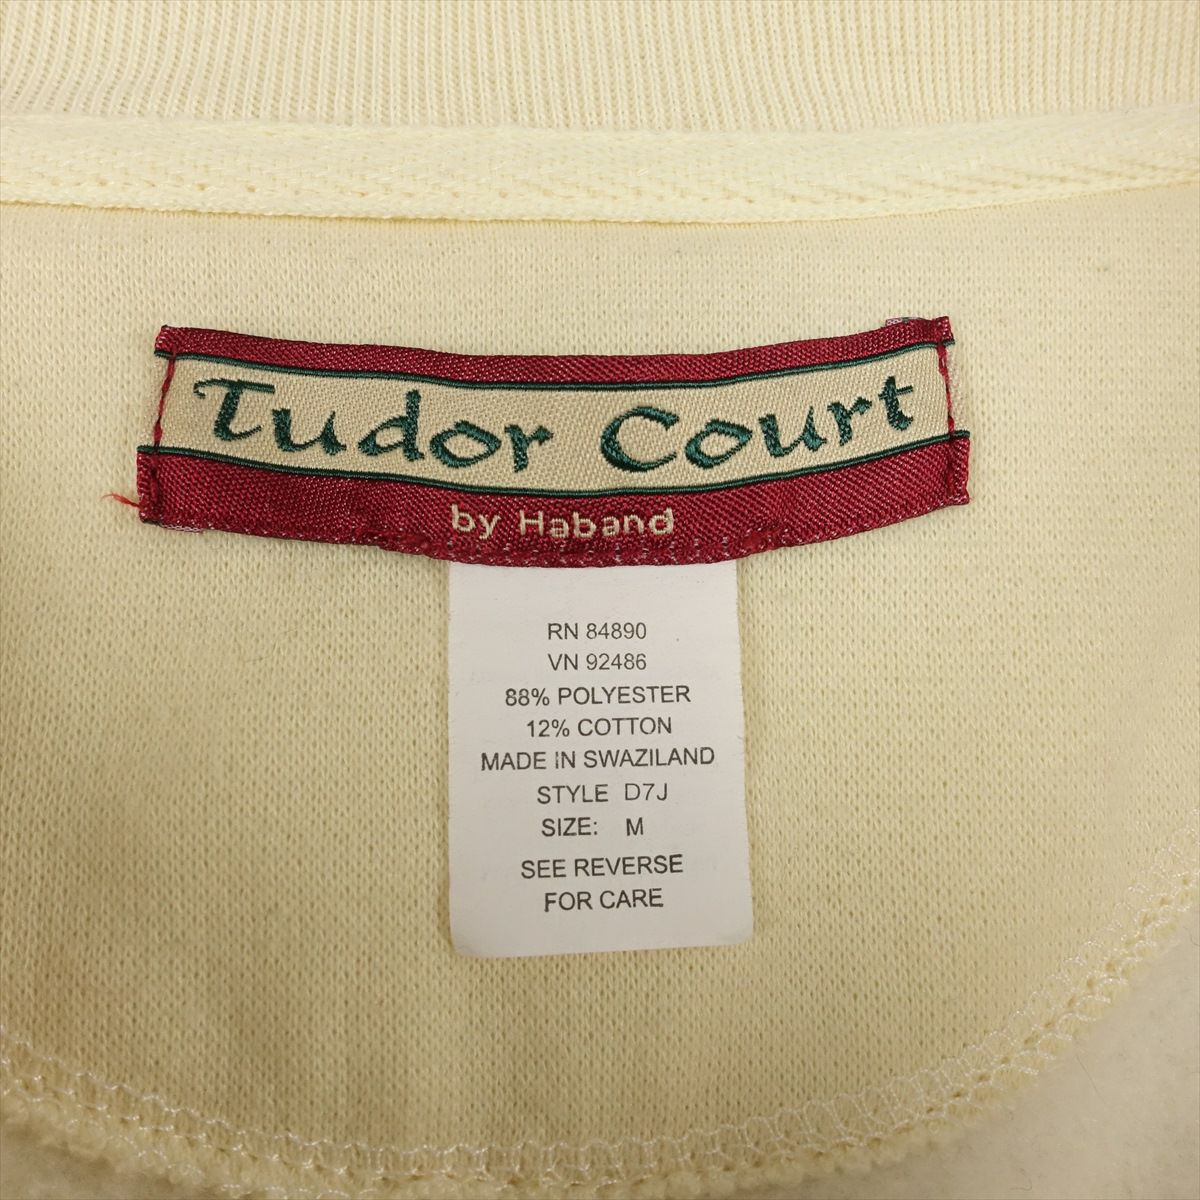 Tudor Court
by Haband
RN 84890
VN 92486
88% POLYESTER
12% COTTON
MADE IN SWAZILAND
STYLE D7J
SIZE: M
SEE REVERSE
FOR CARE